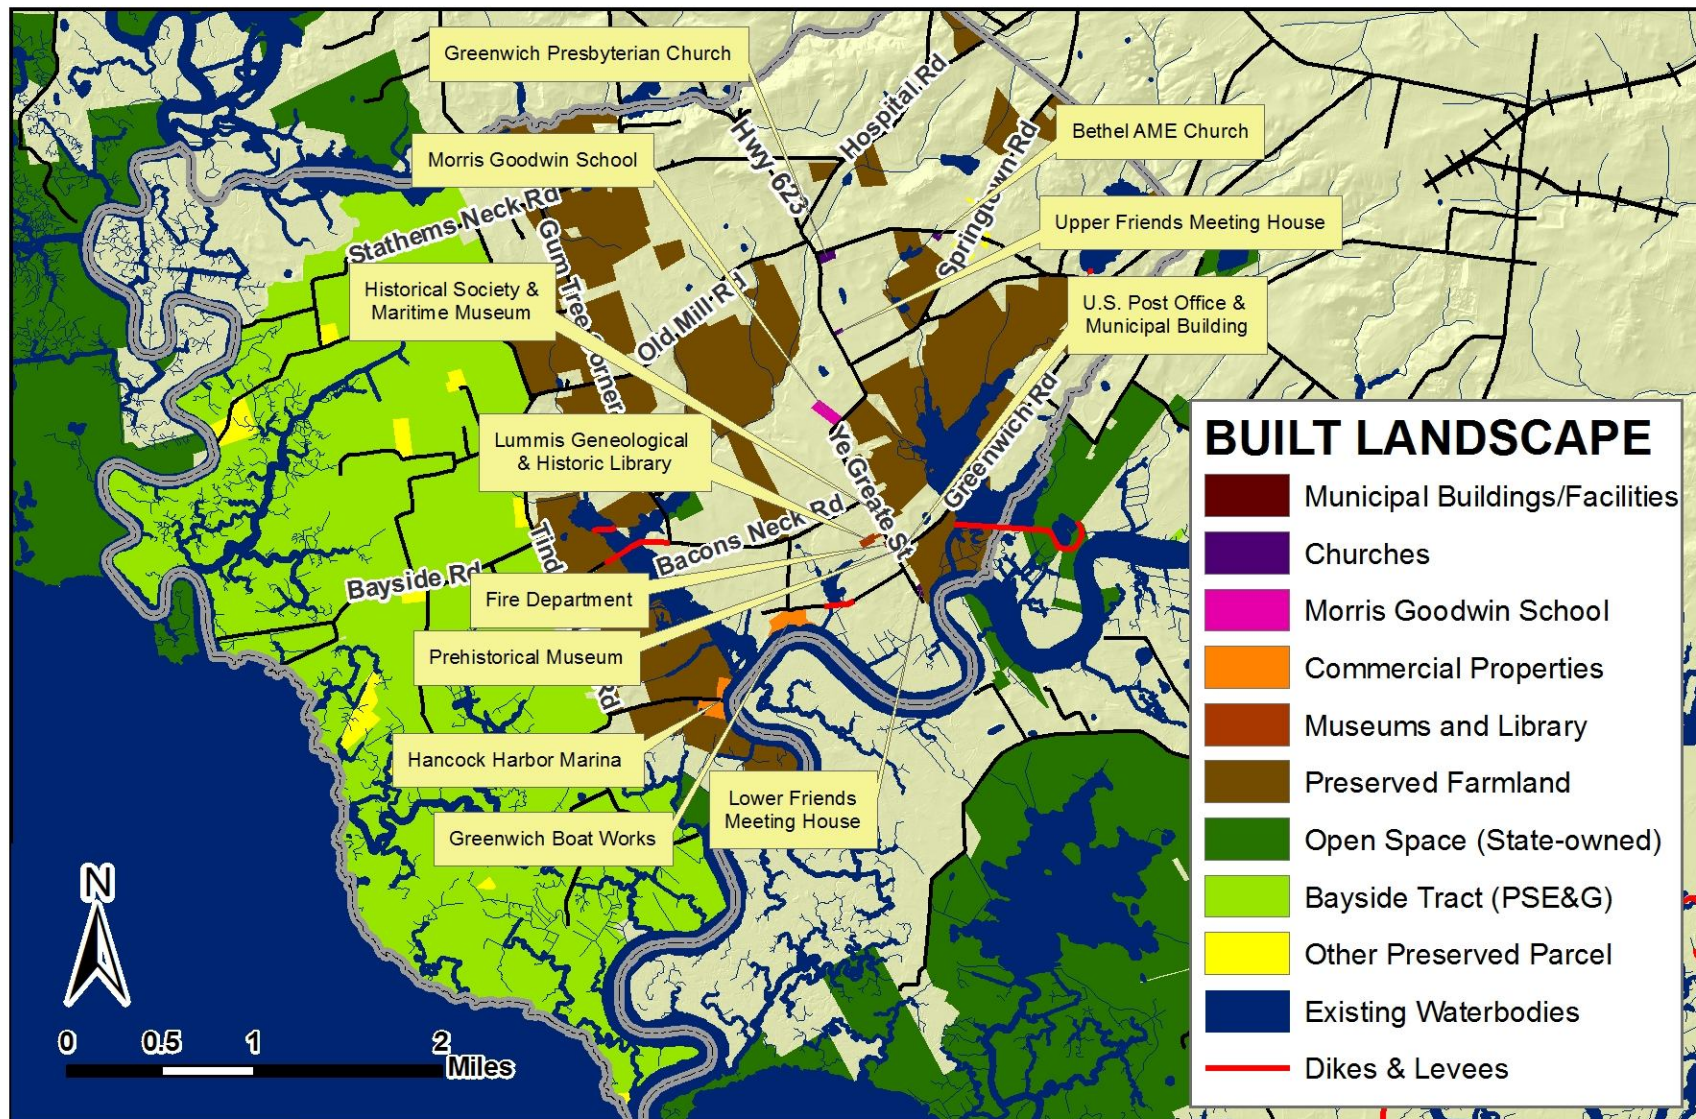 Greenwich Presbyterian Church
Hospital Rd
Hwy 623
Bethel AME Church
Morris Goodwin School
Springtown Rd
Stathems Neck Rd
Upper Friends Meeting House
Gum Tree Corner
Old Mill Rd
Historical Society &
Maritime Museum
U.S. Post Office &
Municipal Building
Greenwich Rd
Ye Greate St
Lummis Geneological
& Historic Library
Bacons Neck Rd
Tind
Rd
Bayside Rd
Fire Department
Prehistorical Museum
Hancock Harbor Marina
Lower Friends
Meeting House
Greenwich Boat Works
N
0 0.5 1 2
Miles
BUILT LANDSCAPE
Municipal Buildings/Facilities
Churches
Morris Goodwin School
Commercial Properties
Museums and Library
Preserved Farmland
Open Space (State-owned)
Bayside Tract (PSE&G)
Other Preserved Parcel
Existing Waterbodies
Dikes & Levees